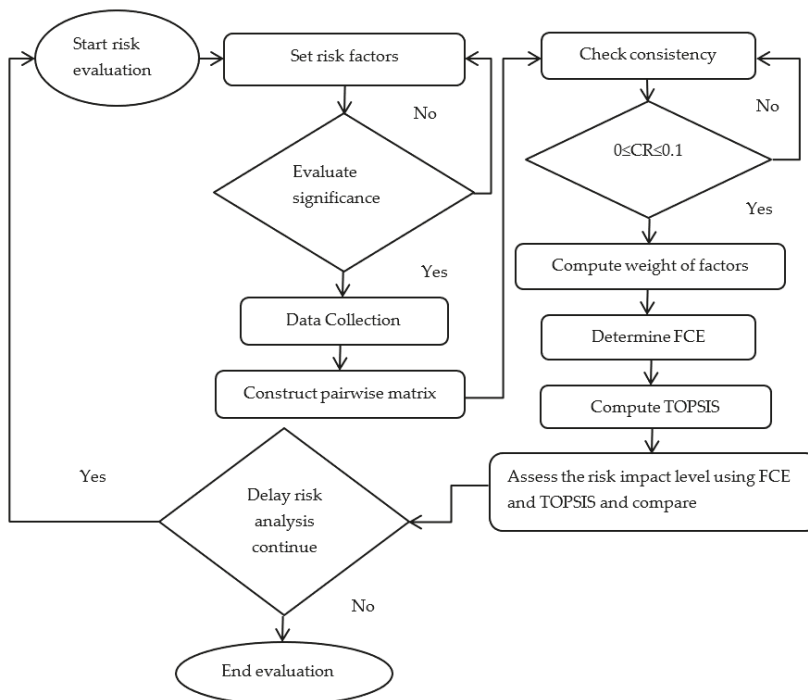 Start risk
evaluation
Set risk factors
No
Evaluate
significance
Yes
Data Collection
Construct pairwise matrix
Check consistency
No
0≤CR≤0.1
Yes
Compute weight of factors
Determine FCE
Compute TOPSIS
Assess the risk impact level using FCE
and TOPSIS and compare
Yes
Delay risk
analysis
continue
No
End evaluation